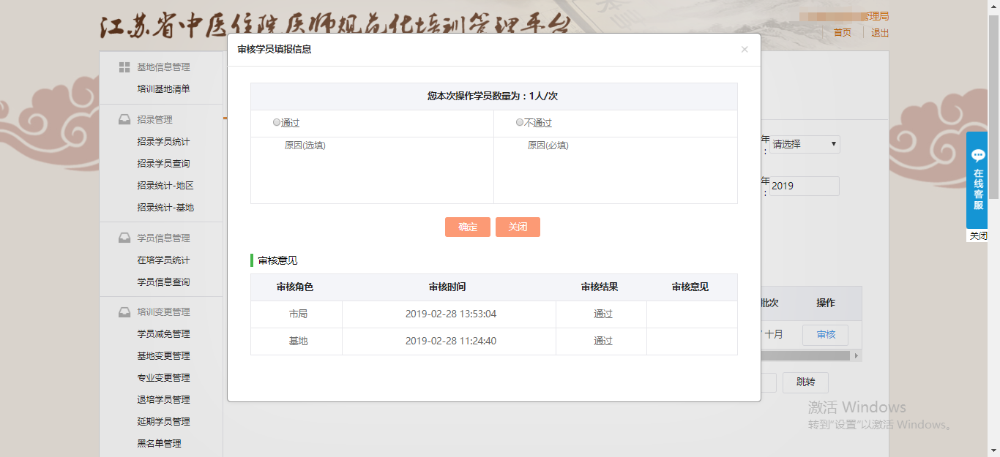 江苏省中医住院医师规范化培训管理平台
管理局
首页 退出
基地信息管理
培训基地清单
招录管理
招录学员统计
招录学员查询
招录统计-地区
招录统计-基地
学员信息管理
在培学员统计
学员信息查询
培训变更管理
学员减免管理
基地变更管理
专业变更管理
退培学员管理
延期学员管理
黑名单管理
审核学员填报信息 ×
您本次操作学员数量为：1人/次
通过 不通过
原因(选填) 原因(必填)
确定 关闭
审核意见
审核角色 审核时间 审核结果 审核意见
市局 2019-02-28 13:53:04 通过
基地 2019-02-28 11:24:40 通过
年
： 请选择
年
： 2019
批次 操作
十月 审核
跳转
在线客服
关闭
激活 Windows
转到"设置"以激活 Windows。